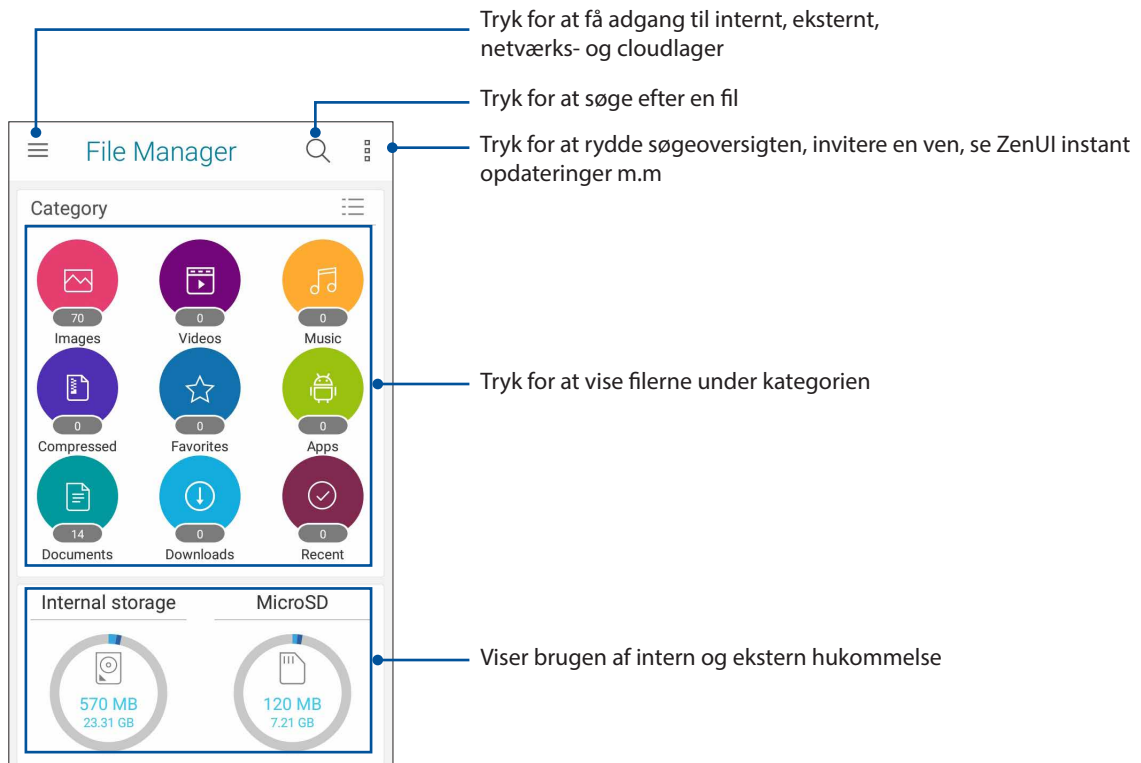 Tryk for at få adgang til internt, eksternt,
netværks- og cloudlager
Tryk for at søge efter en fil
Tryk for at rydde søgeoversigten, invitere en ven, se ZenUI instant
opdateringer m.m
File Manager
Category
70
0
0
Images
Videos
Music
0
0
0
Compressed
Favorites
Apps
Tryk for at vise filerne under kategorien
14
0
0
Documents
Downloads
Recent
Internal storage
MicroSD
570 MB
23.31 GB
120 MB
7.21 GB
Viser brugen af intern og ekstern hukommelse